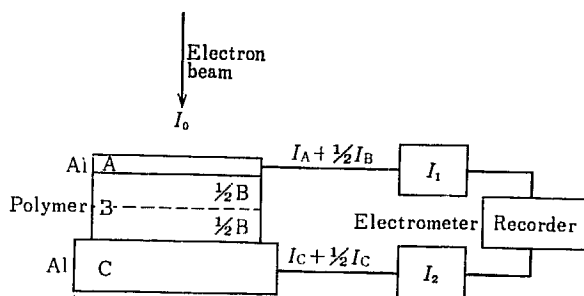 Electron
beam
I₀
Al A
I_A + ½I_B
I₁
½B
Polymer B
½B
Electrometer
Recorder
Al C
I_C + ½I_C
I₂